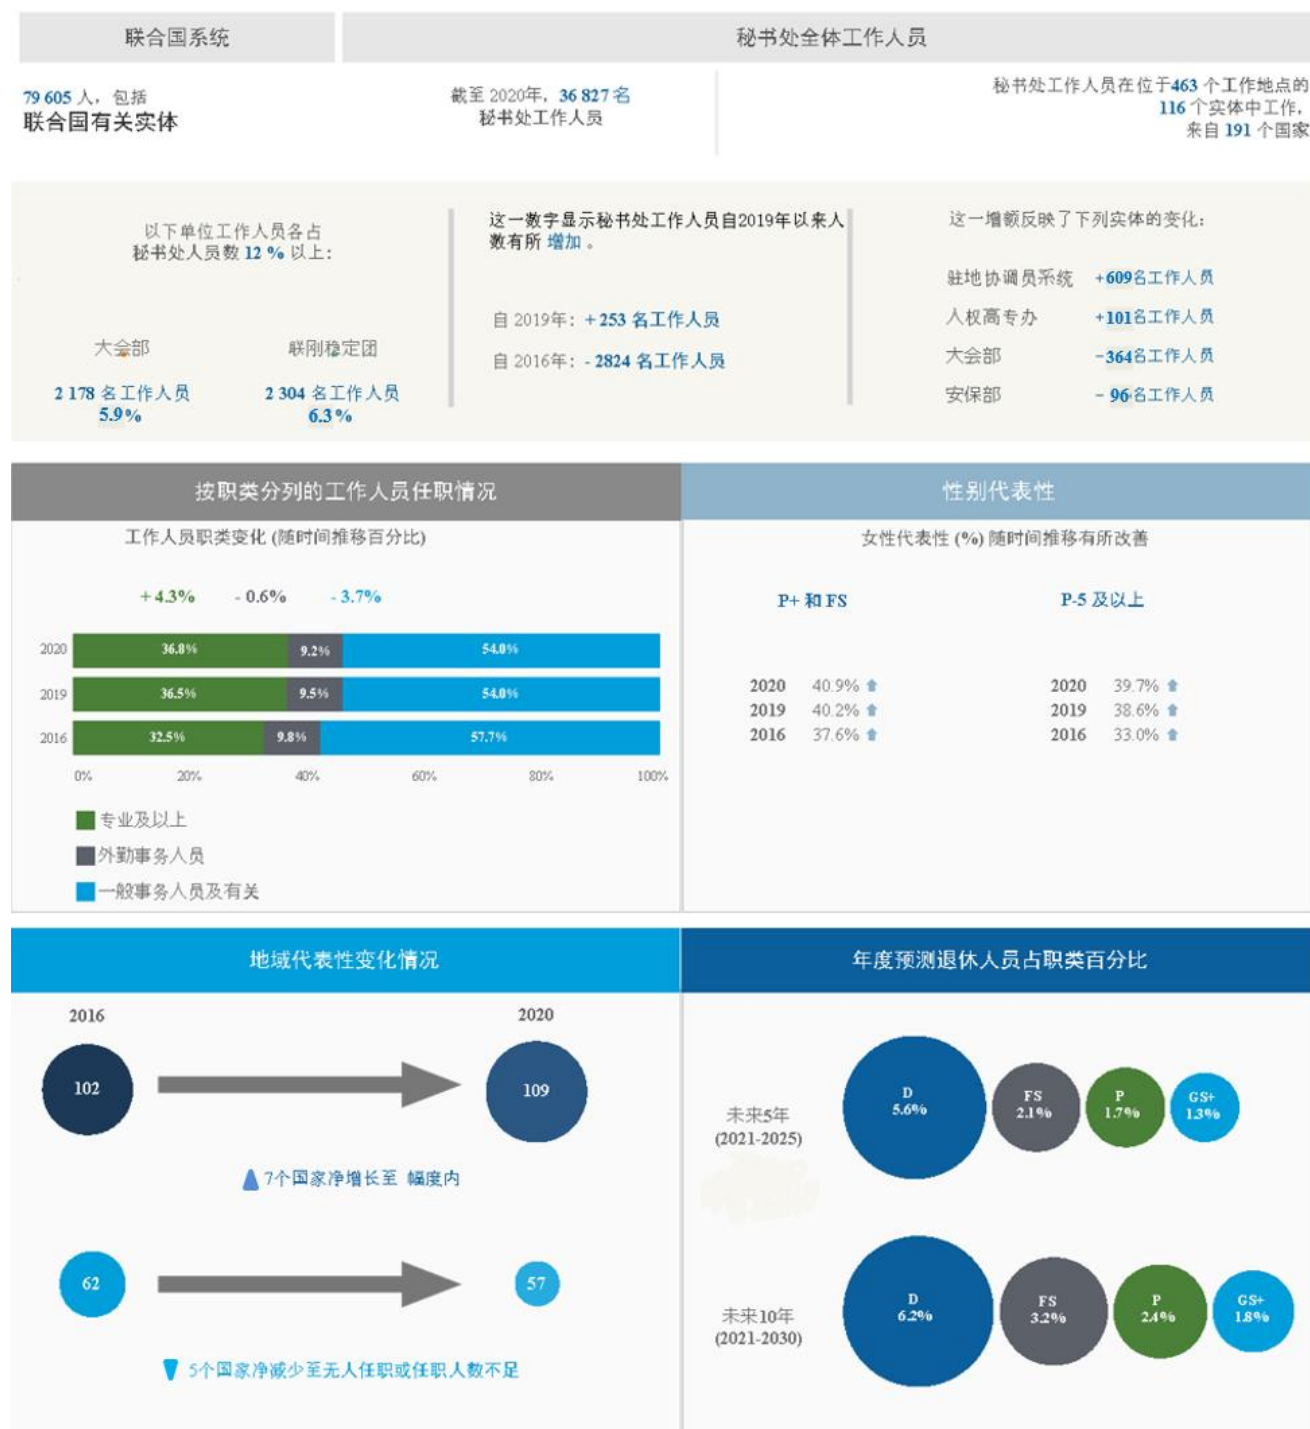 联合国系统
秘书处全体工作人员
79 605 人，包括
联合国有关实体
截至 2020年，36 827 名
秘书处工作人员
秘书处工作人员在位于463 个工作地点的
116 个实体中工作，
来自 191 个国家
以下单位工作人员各占
秘书处人员数 12 % 以上:
大会部
联刚稳定团
2 178 名工作人员
5.9%
2 304 名工作人员
6.3%
这一数字显示秘书处工作人员自2019年以来人
数有所 增加 。
自 2019年: + 253 名工作人员
自 2016年: - 2824 名工作人员
这一增额反映了下列实体的变化:
驻地协调员系统 +609名工作人员
人权高专办 +101名工作人员
大会部 -364名工作人员
安保部 - 96名工作人员
按职类分列的工作人员任职情况
工作人员职类变化 (随时间推移百分比)
+ 4.3% - 0.6% - 3.7%
2020 36.8% 9.2% 54.0%
2019 36.5% 9.5% 54.0%
2016 32.5% 9.8% 57.7%
0% 20% 40% 60% 80% 100%
专业及以上
外勤事务人员
一般事务人员及有关
性别代表性
女性代表性 (%) 随时间推移有所改善
P+ 和 FS
P-5 及以上
2020 40.9%
2019 40.2%
2016 37.6%
2020 39.7%
2019 38.6%
2016 33.0%
地域代表性变化情况
2016
2020
102
109
7个国家净增长至 幅度内
62
57
5个国家净减少至无人任职或任职人数不足
年度预测退休人员占职类百分比
未来5年
(2021-2025)
D
5.6%
FS
2.1%
P
1.7%
GS+
1.3%
未来10年
(2021-2030)
D
6.2%
FS
3.2%
P
2.4%
GS+
1.8%